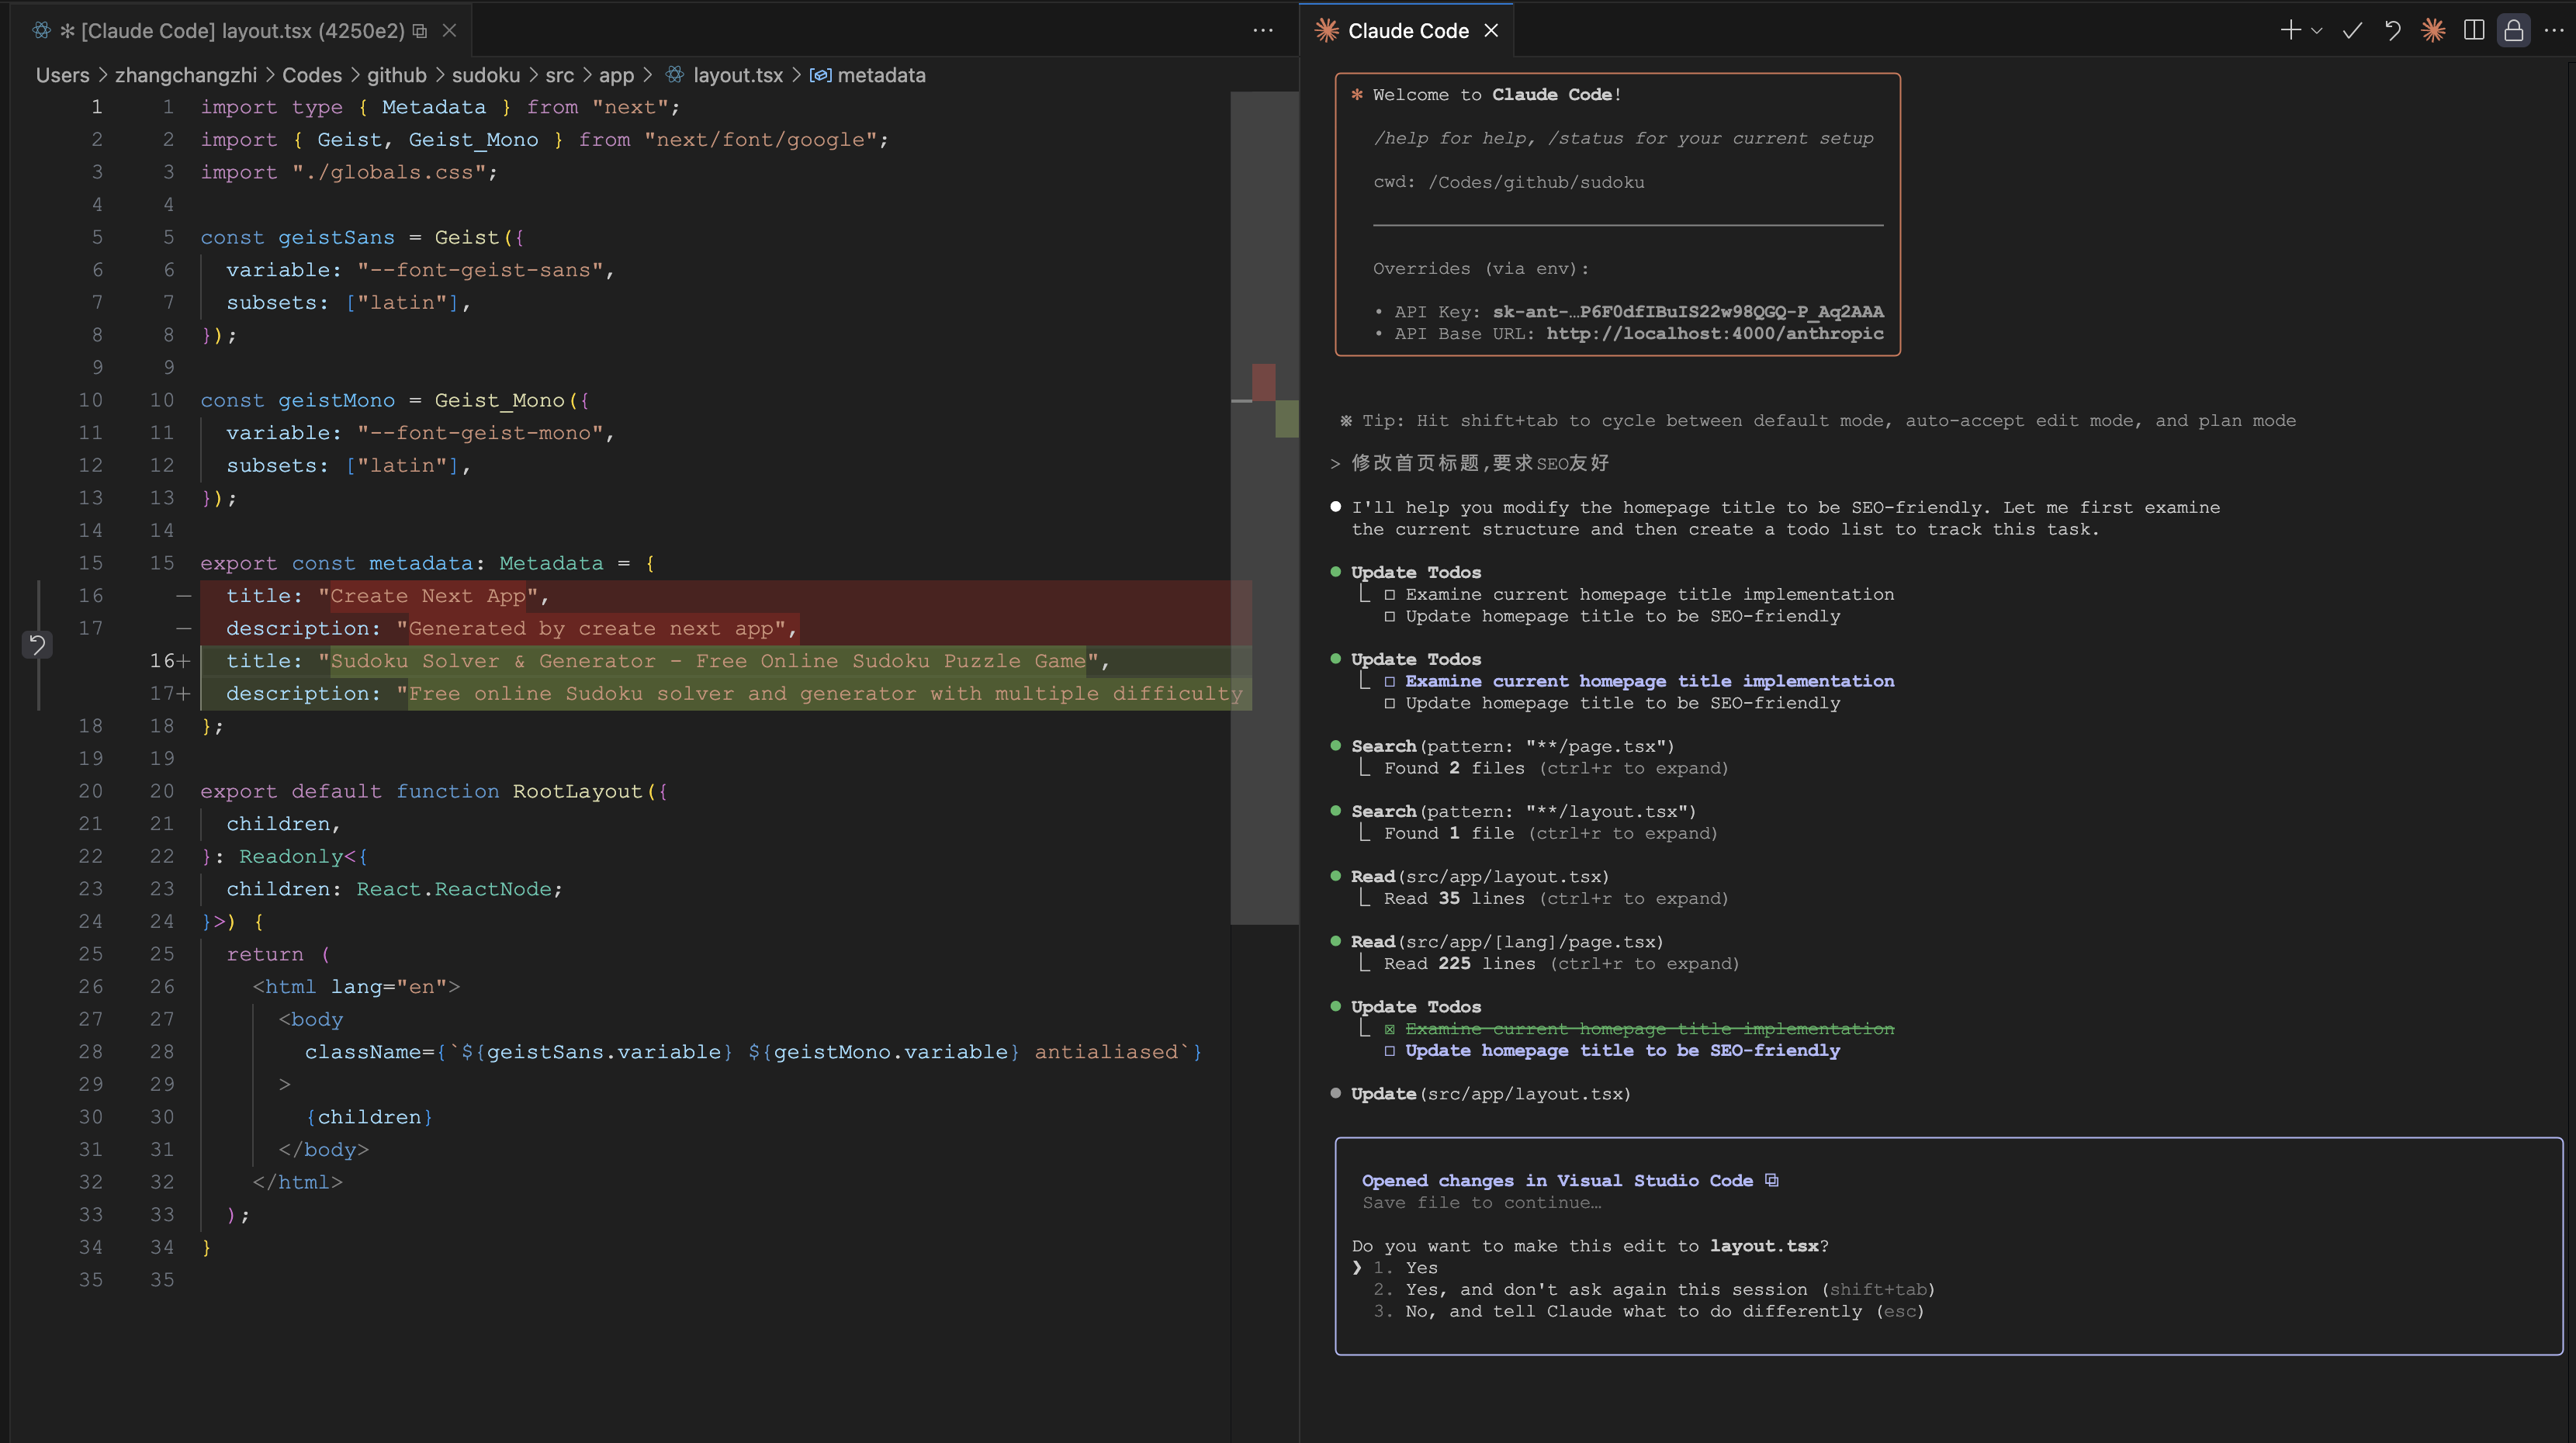 ✻ [Claude Code] layout.tsx (4250e2) ⧉
Users > zhangchangzhi > Codes > github > sudoku > src > app > layout.tsx > metadata
1 1 import type { Metadata } from "next";
2 2 import { Geist, Geist_Mono } from "next/font/google";
3 3 import "./globals.css";
4 4
5 5 const geistSans = Geist({
6 6 variable: "--font-geist-sans",
7 7 subsets: ["latin"],
8 8 });
9 9
10 10 const geistMono = Geist_Mono({
11 11 variable: "--font-geist-mono",
12 12 subsets: ["latin"],
13 13 });
14 14
15 15 export const metadata: Metadata = {
16 — title: "Create Next App",
17 — description: "Generated by create next app",
16+ title: "Sudoku Solver & Generator - Free Online Sudoku Puzzle Game",
17+ description: "Free online Sudoku solver and generator with multiple difficulty
18 18 };
19 19
20 20 export default function RootLayout({
21 21 children,
22 22 }: Readonly<{
23 23 children: React.ReactNode;
24 24 }>) {
25 25 return (
26 26 <html lang="en">
27 27 <body
28 28 className={`${geistSans.variable} ${geistMono.variable} antialiased`}
29 29 >
30 30 {children}
31 31 </body>
32 32 </html>
33 33 );
34 34 }
35 35
Claude Code
✻ Welcome to Claude Code!
/help for help, /status for your current setup
cwd: /Codes/github/sudoku
Overrides (via env):
• API Key: sk-ant-…P6F0dfIBuIS22w98QGQ-P_Aq2AAA
• API Base URL: http://localhost:4000/anthropic
※ Tip: Hit shift+tab to cycle between default mode, auto-accept edit mode, and plan mode
> 修改首页标题,要求SEO友好
● I'll help you modify the homepage title to be SEO-friendly. Let me first examine
the current structure and then create a todo list to track this task.
● Update Todos
⎿ ☐ Examine current homepage title implementation
☐ Update homepage title to be SEO-friendly
● Update Todos
⎿ ☐ Examine current homepage title implementation
☐ Update homepage title to be SEO-friendly
● Search(pattern: "**/page.tsx")
⎿ Found 2 files (ctrl+r to expand)
● Search(pattern: "**/layout.tsx")
⎿ Found 1 file (ctrl+r to expand)
● Read(src/app/layout.tsx)
⎿ Read 35 lines (ctrl+r to expand)
● Read(src/app/[lang]/page.tsx)
⎿ Read 225 lines (ctrl+r to expand)
● Update Todos
⎿ ☒ Examine current homepage title implementation
☐ Update homepage title to be SEO-friendly
● Update(src/app/layout.tsx)
Opened changes in Visual Studio Code ⧉
Save file to continue…
Do you want to make this edit to layout.tsx?
❯ 1. Yes
2. Yes, and don't ask again this session (shift+tab)
3. No, and tell Claude what to do differently (esc)